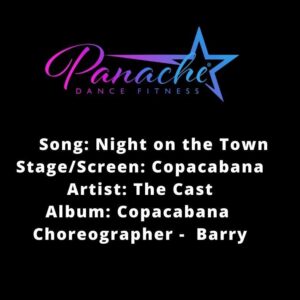 Panache
DANCE FITNESS
Song: Night on the Town
Stage/Screen: Copacabana
Artist: The Cast
Album: Copacabana
Choreographer - Barry